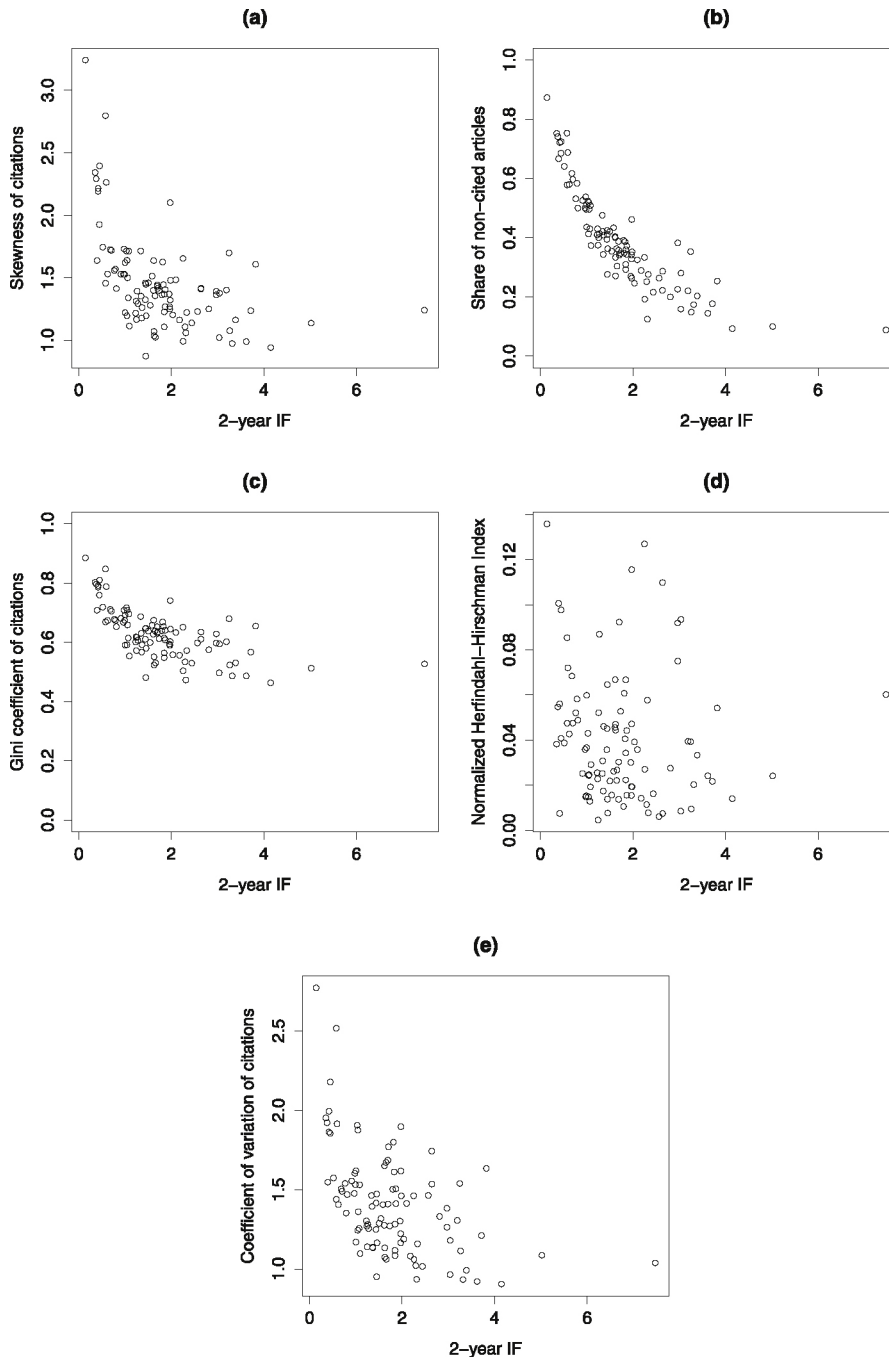 (a)
Skewness of citations
3.0
2.5
2.0
1.5
1.0
0 2 4 6
2−year IF
(b)
Share of non−cited articles
1.0
0.8
0.6
0.4
0.2
0.0
0 2 4 6
2−year IF
(c)
Gini coefficient of citations
1.0
0.8
0.6
0.4
0.2
0.0
0 2 4 6
2−year IF
(d)
Normalized Herfindahl−Hirschman Index
0.12
0.08
0.04
0.00
0 2 4 6
2−year IF
(e)
Coefficient of variation of citations
2.5
2.0
1.5
1.0
0 2 4 6
2−year IF